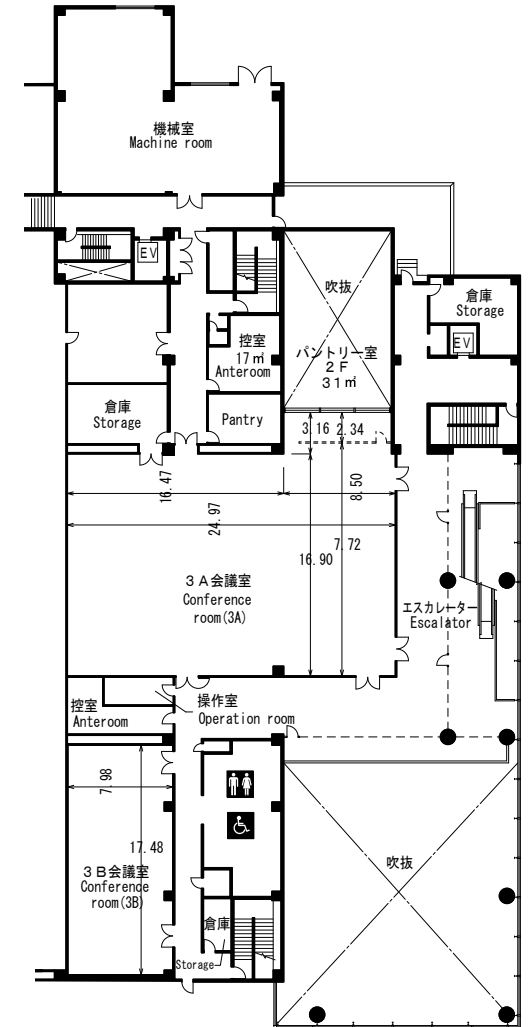 機械室
Machine room
EV
吹抜
倉庫
Storage
EV
控室
17㎡
Anteroom
パントリー室
２Ｆ
３１㎡
倉庫
Storage
Pantry
3.16
2.34
16.47
8.50
24.97
7.72
16.90
３Ａ会議室
Conference
room(3A)
エスカレーター
Escalator
控室
Anteroom
操作室
Operation room
7.98
17.48
３Ｂ会議室
Conference
room(3B)
吹抜
倉庫
Storage